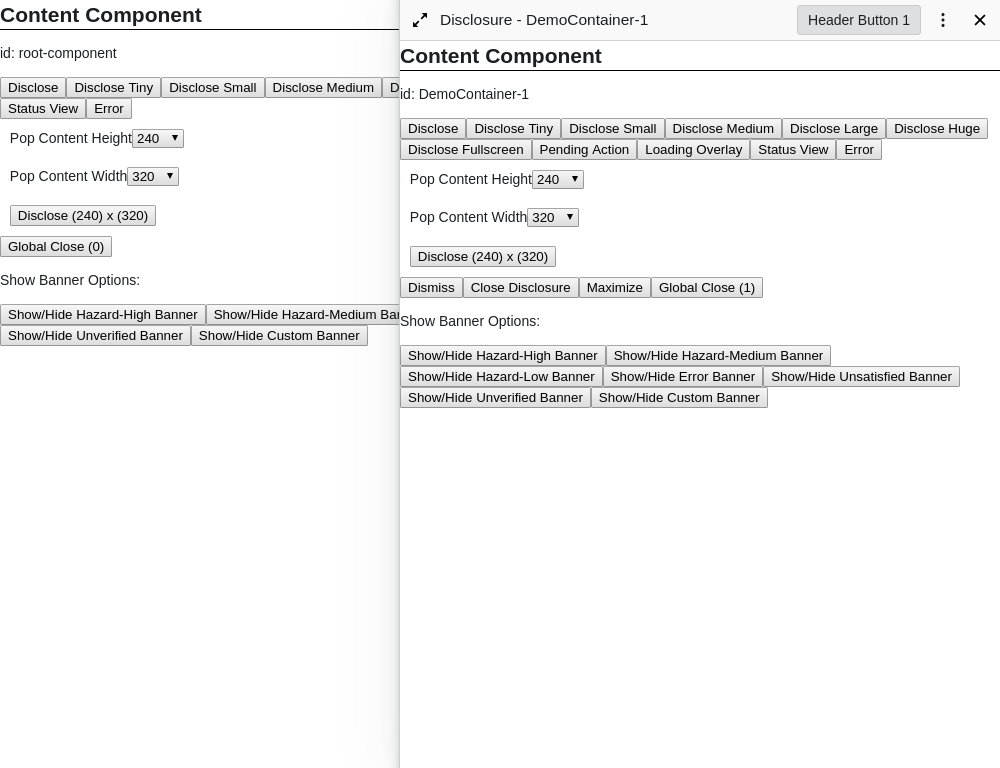 Content Component
id: root-component
Disclose Disclose Tiny Disclose Small Disclose Medium D
Status View Error
Pop Content Height 240
Pop Content Width 320
Disclose (240) x (320)
Global Close (0)
Show Banner Options:
Show/Hide Hazard-High Banner Show/Hide Hazard-Medium Ban
Show/Hide Unverified Banner Show/Hide Custom Banner
Disclosure - DemoContainer-1 Header Button 1
Content Component
id: DemoContainer-1
Disclose Disclose Tiny Disclose Small Disclose Medium Disclose Large Disclose Huge
Disclose Fullscreen Pending Action Loading Overlay Status View Error
Pop Content Height 240
Pop Content Width 320
Disclose (240) x (320)
Dismiss Close Disclosure Maximize Global Close (1)
Show Banner Options:
Show/Hide Hazard-High Banner Show/Hide Hazard-Medium Banner
Show/Hide Hazard-Low Banner Show/Hide Error Banner Show/Hide Unsatisfied Banner
Show/Hide Unverified Banner Show/Hide Custom Banner